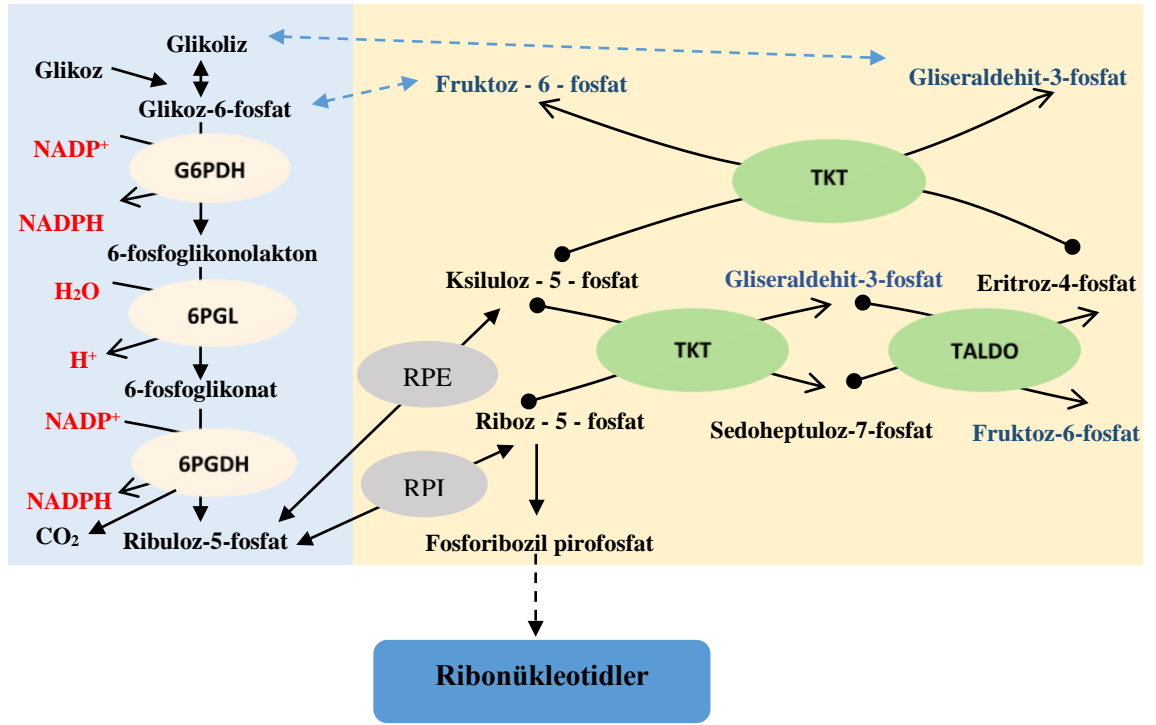 Glikoliz
Glikoz
Glikoz-6-fosfat
NADP⁺
G6PDH
NADPH
6-fosfoglikonolakton
H₂O
6PGL
H⁺
6-fosfoglikonat
NADP⁺
6PGDH
NADPH
CO₂
Ribuloz-5-fosfat
Fruktoz - 6 - fosfat
Gliseraldehit-3-fosfat
TKT
Ksiluloz - 5 - fosfat
Gliseraldehit-3-fosfat
Eritroz-4-fosfat
TKT
TALDO
RPE
Riboz - 5 - fosfat
Sedoheptuloz-7-fosfat
Fruktoz-6-fosfat
RPI
Fosforibozil pirofosfat
Ribonükleotidler